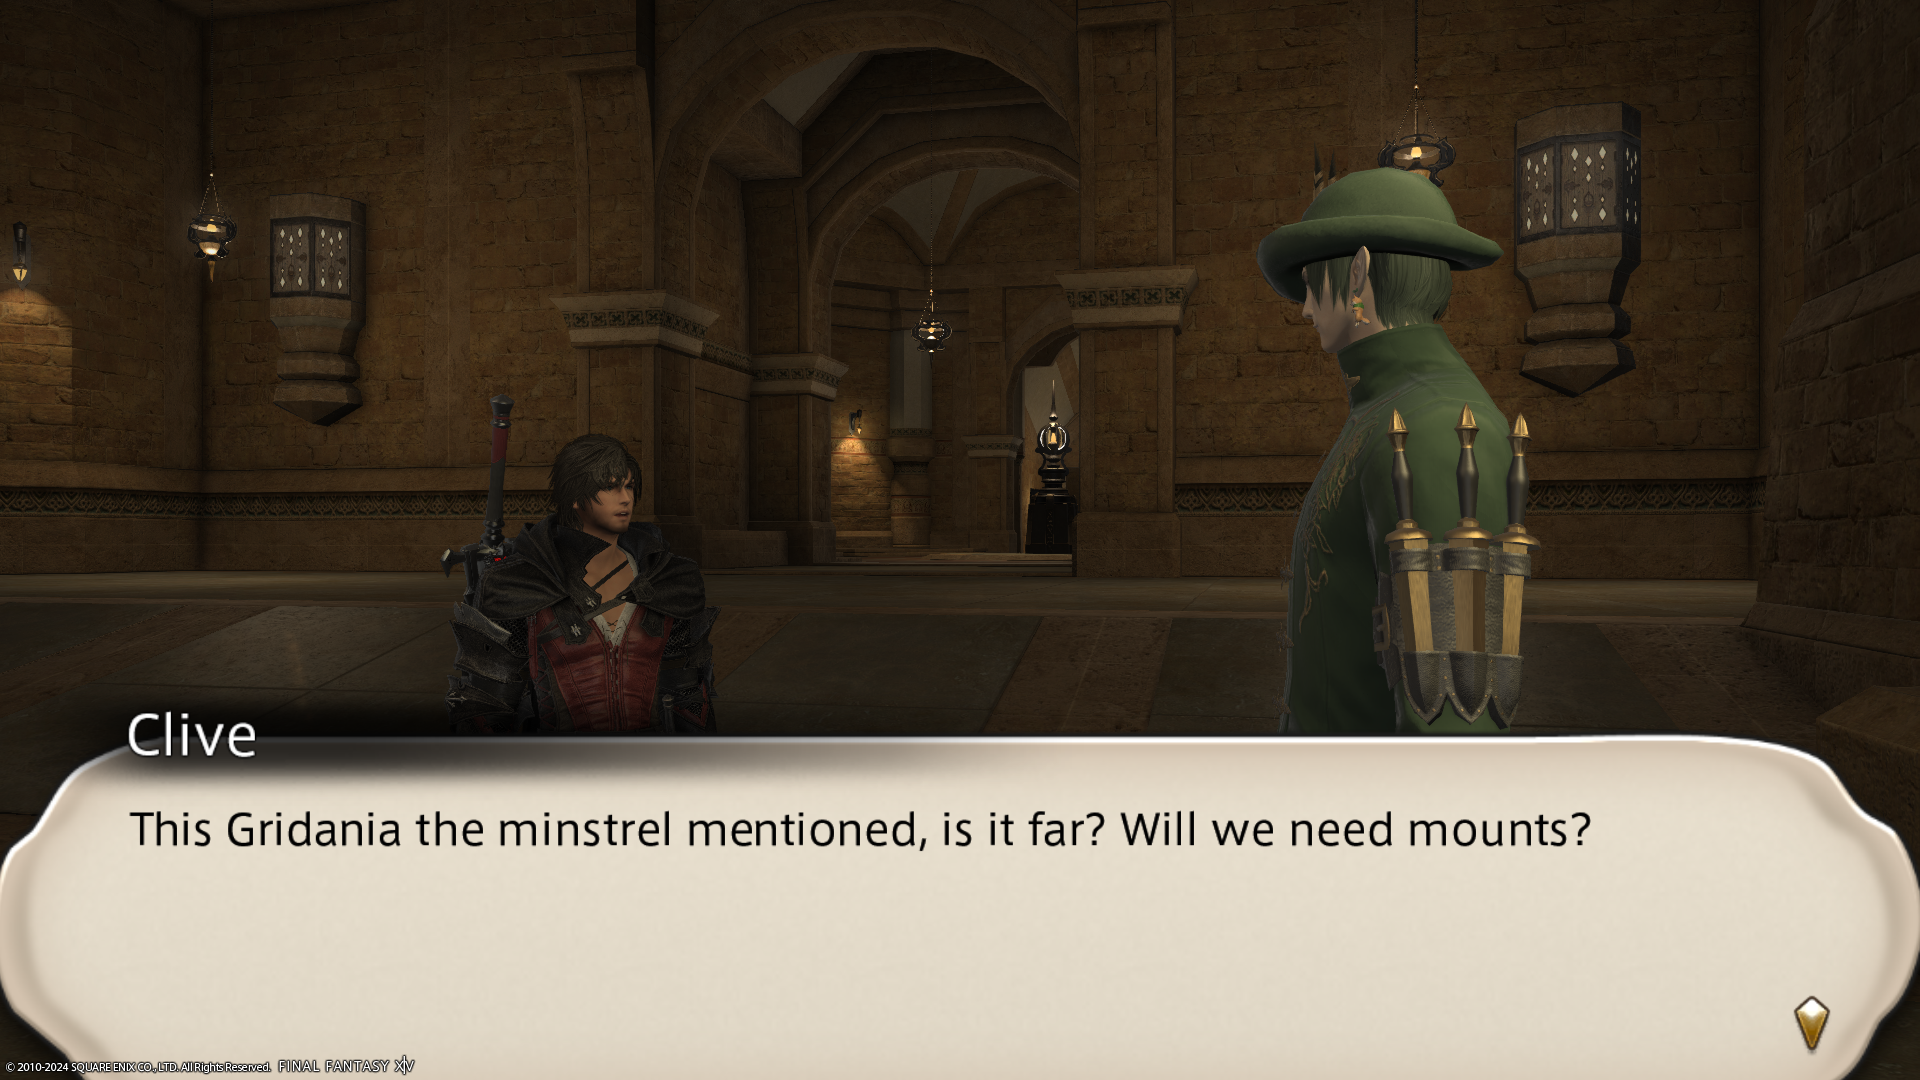 Clive
This Gridania the minstrel mentioned, is it far? Will we need mounts?
© 2010-2024 SQUARE ENIX CO., LTD. All Rights Reserved. FINAL FANTASY XIV